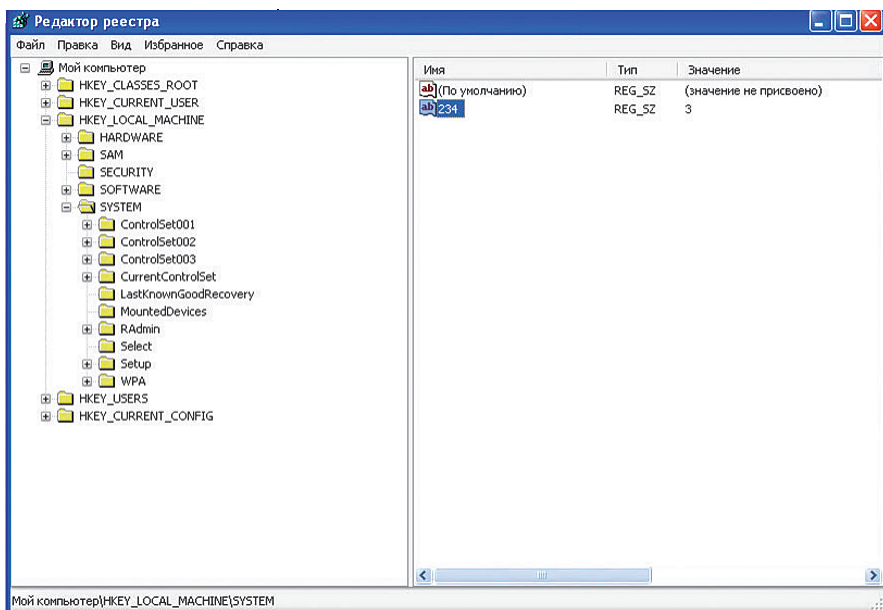 Редактор реестра
Файл Правка Вид Избранное Справка
Мой компьютер
HKEY_CLASSES_ROOT
HKEY_CURRENT_USER
HKEY_LOCAL_MACHINE
HARDWARE
SAM
SECURITY
SOFTWARE
SYSTEM
ControlSet001
ControlSet002
ControlSet003
CurrentControlSet
LastKnownGoodRecovery
MountedDevices
RAdmin
Select
Setup
WPA
HKEY_USERS
HKEY_CURRENT_CONFIG
Имя Тип Значение
ab (По умолчанию) REG_SZ (значение не присвоено)
ab 234 REG_SZ 3
Мой компьютер\HKEY_LOCAL_MACHINE\SYSTEM